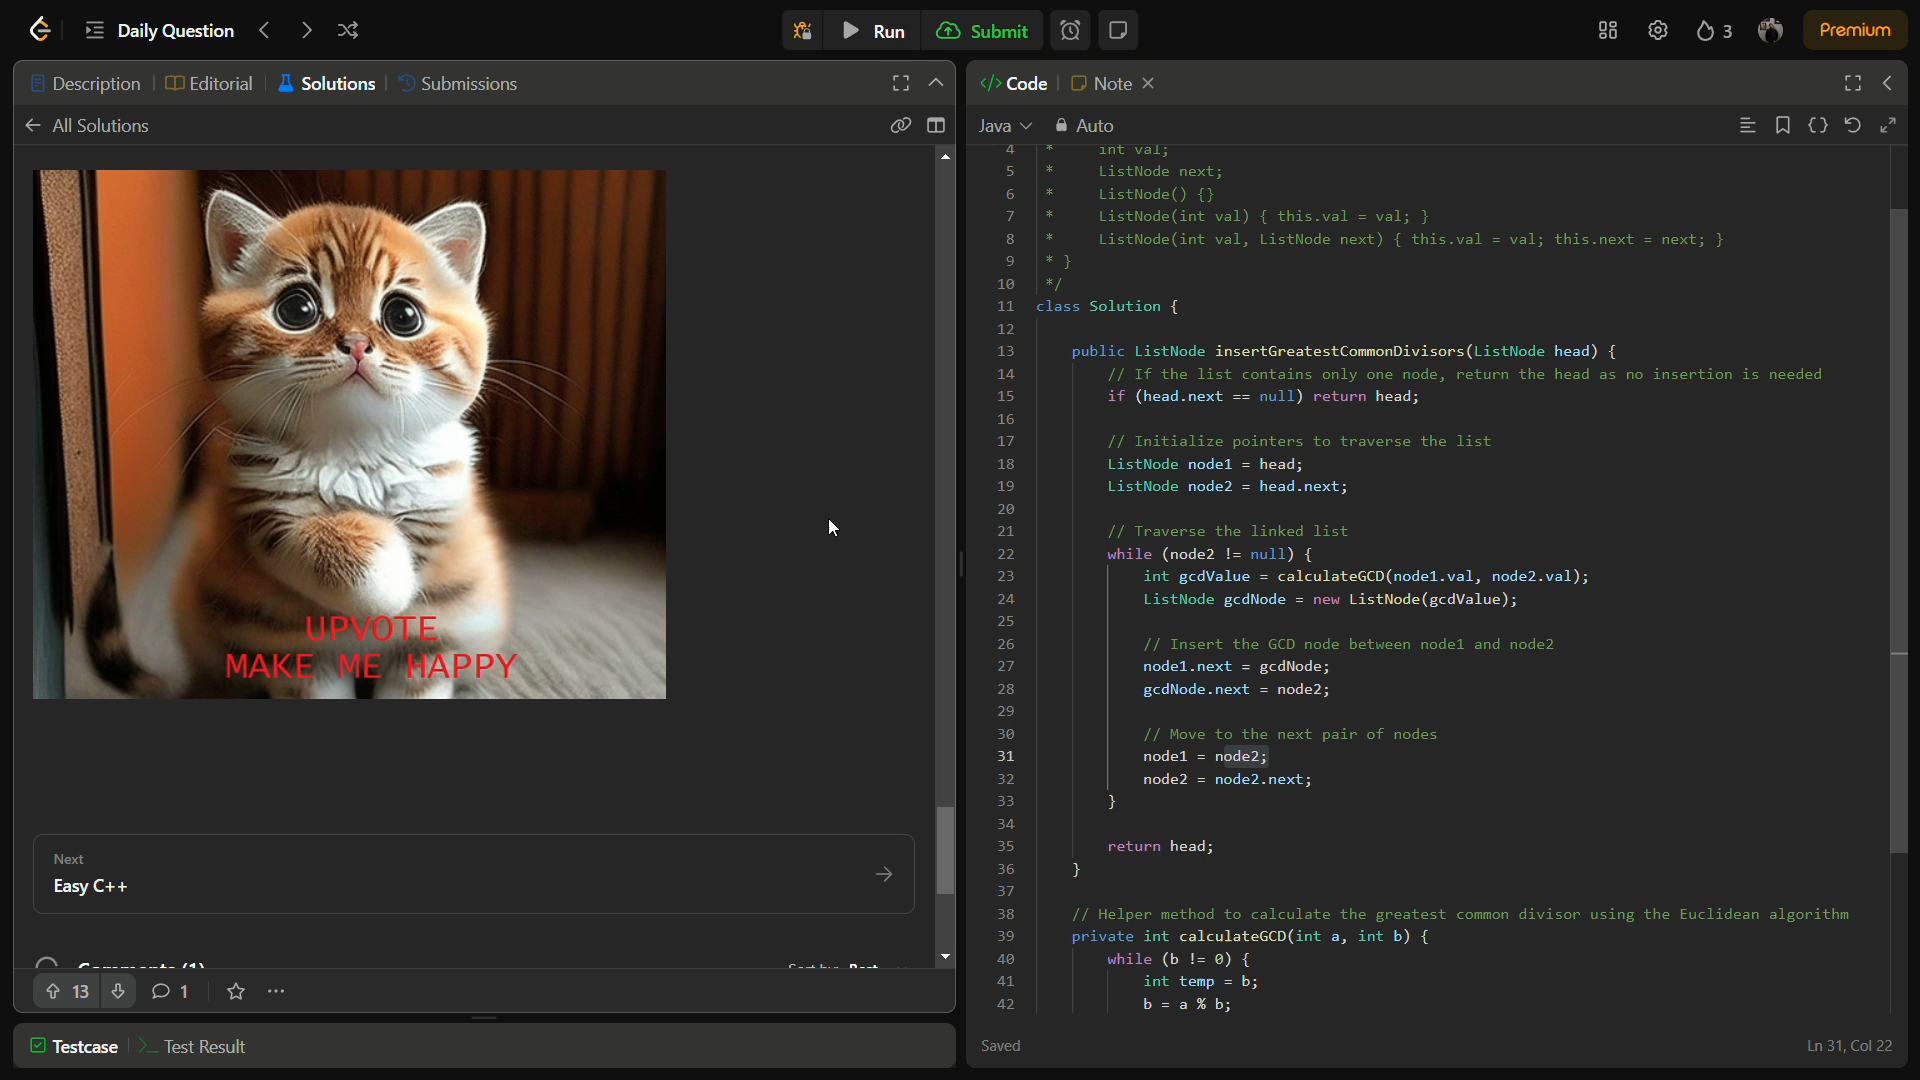 Daily Question
Run
Submit
3
Premium
Description
Editorial
Solutions
Submissions
All Solutions
UPVOTE
MAKE ME HAPPY
Next
Easy C++
Comments (1)
Sort by: Best
13
1
Testcase
Test Result
Code
Note
Java
Auto
4 * int val;
5 * ListNode next;
6 * ListNode() {}
7 * ListNode(int val) { this.val = val; }
8 * ListNode(int val, ListNode next) { this.val = val; this.next = next; }
9 * }
10 */
11 class Solution {
12
13 public ListNode insertGreatestCommonDivisors(ListNode head) {
14 // If the list contains only one node, return the head as no insertion is needed
15 if (head.next == null) return head;
16
17 // Initialize pointers to traverse the list
18 ListNode node1 = head;
19 ListNode node2 = head.next;
20
21 // Traverse the linked list
22 while (node2 != null) {
23 int gcdValue = calculateGCD(node1.val, node2.val);
24 ListNode gcdNode = new ListNode(gcdValue);
25
26 // Insert the GCD node between node1 and node2
27 node1.next = gcdNode;
28 gcdNode.next = node2;
29
30 // Move to the next pair of nodes
31 node1 = node2;
32 node2 = node2.next;
33 }
34
35 return head;
36 }
37
38 // Helper method to calculate the greatest common divisor using the Euclidean algorithm
39 private int calculateGCD(int a, int b) {
40 while (b != 0) {
41 int temp = b;
42 b = a % b;
Saved
Ln 31, Col 22